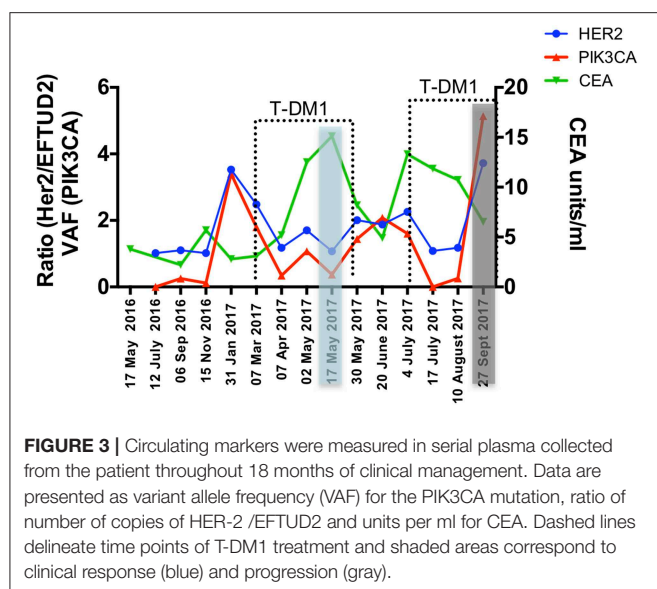 HER2
PIK3CA
CEA
6
4
2
0
Ratio (Her2/EFTUD2)
VAF (PIK3CA)
T-DM1
T-DM1
20
15
10
5
0
CEA units/ml
17 May 2016
12 July 2016
06 Sep 2016
15 Nov 2016
31 Jan 2017
07 Mar 2017
07 Apr 2017
02 May 2017
17 May 2017
30 May 2017
20 June 2017
4 July 2017
17 July 2017
10 August 2017
27 Sept 2017
FIGURE 3 | Circulating markers were measured in serial plasma collected
from the patient throughout 18 months of clinical management. Data are
presented as variant allele frequency (VAF) for the PIK3CA mutation, ratio of
number of copies of HER-2 /EFTUD2 and units per ml for CEA. Dashed lines
delineate time points of T-DM1 treatment and shaded areas correspond to
clinical response (blue) and progression (gray).